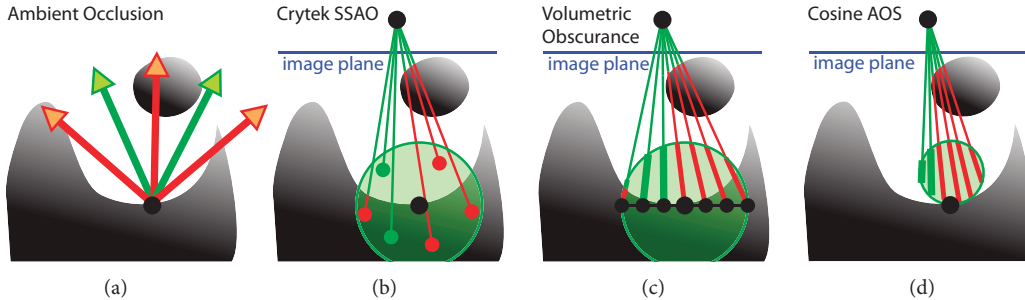 Ambient Occlusion
Crytek SSAO
image plane
Volumetric
Obscurance
image plane
Cosine AOS
image plane
(a)
(b)
(c)
(d)